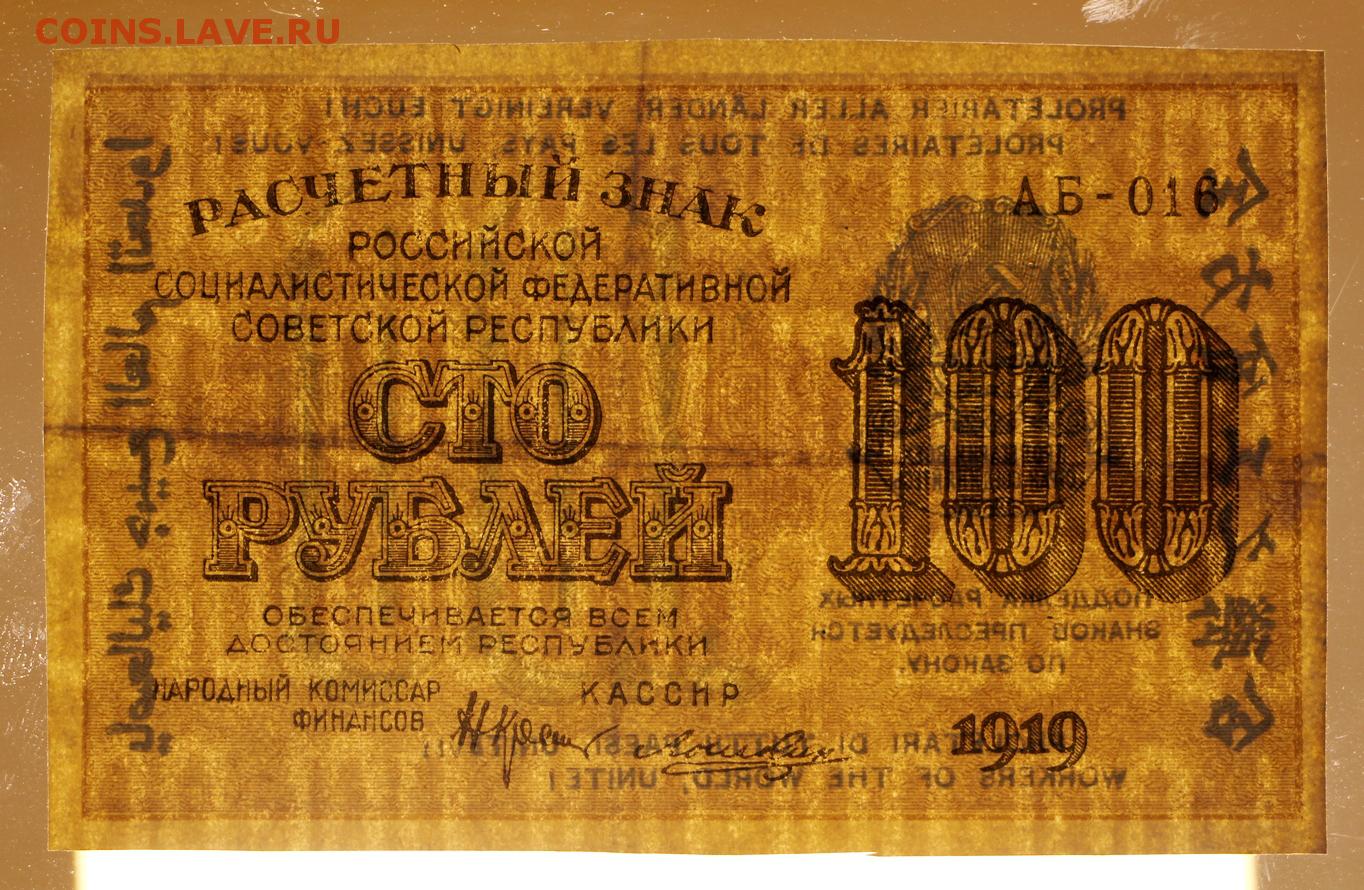 COINS.LAVE.RU
PROLETARIER ALLER LÄNDER, VEREINIGT EUCH!
PROLÉTAIRES DE TOUS LES PAYS, UNISSEZ-VOUS!
РАСЧЕТНЫЙ ЗНАК
АБ-016
РОССИЙСКОЙ
СОЦИАЛИСТИЧЕСКОЙ ФЕДЕРАТИВНОЙ
СОВЕТСКОЙ РЕСПУБЛИКИ
СТО
РУБЛЕЙ
100
ОБЕСПЕЧИВАЕТСЯ ВСЕМ
ДОСТОЯНИЕМ РЕСПУБЛИКИ
ПОДДЕЛКА РАСЧЕТНЫХ
ЗНАКОВ ПРЕСЛЕДУЕТСЯ
ПО ЗАКОНУ.
НАРОДНЫЙ КОМИССАР
ФИНАНСОВ
КАССИР
1919
DI
PAESI
WORKERS OF THE WORLD, UNITE!